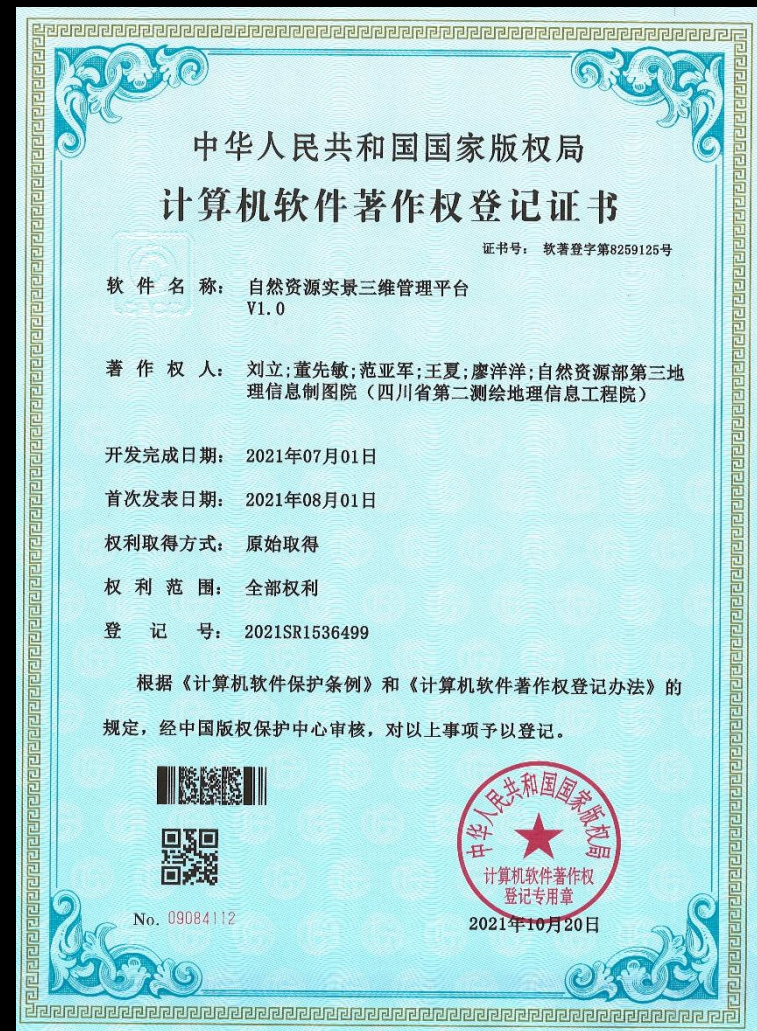 中华人民共和国国家版权局
计算机软件著作权登记证书
证书号： 软著登字第8259125号
软件名称： 自然资源实景三维管理平台
V1.0
著作权人： 刘立;董先敏;范亚军;王夏;廖洋洋;自然资源部第三地
理信息制图院（四川省第二测绘地理信息工程院）
开发完成日期： 2021年07月01日
首次发表日期： 2021年08月01日
权利取得方式： 原始取得
权利范围： 全部权利
登记号： 2021SR1536499
根据《计算机软件保护条例》和《计算机软件著作权登记办法》的
规定，经中国版权保护中心审核，对以上事项予以登记。
中华人民共和国国家版权局
计算机软件著作权
登记专用章
No. 09084112
2021年10月20日